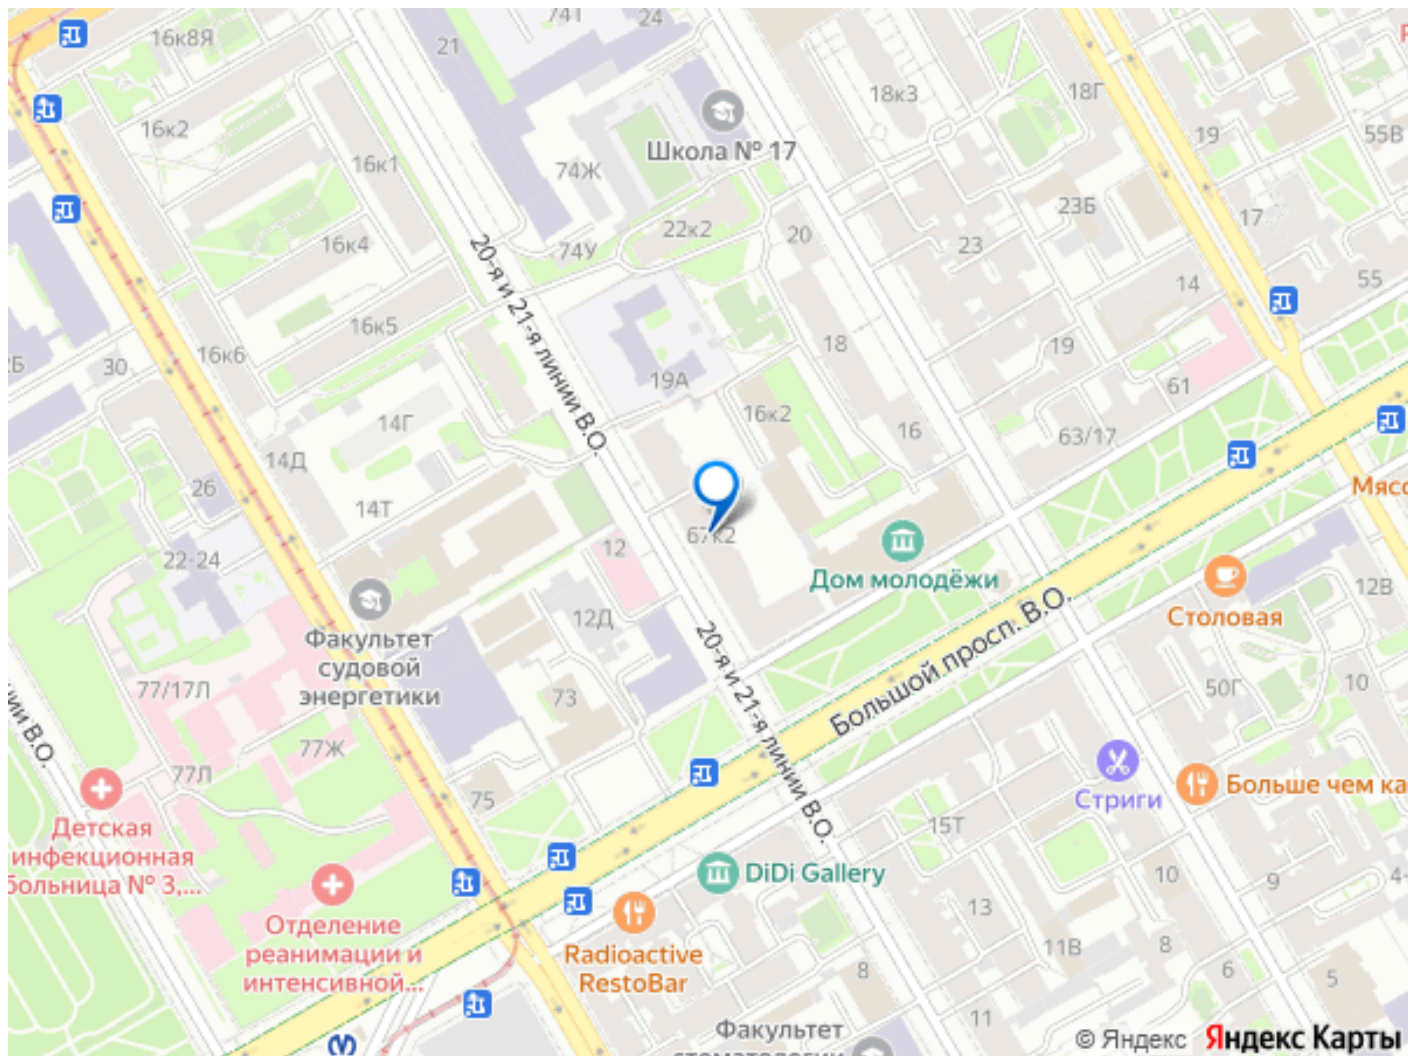 16к8Я
74Т
24
21
16к2
16к1
74Ж
Школа № 17
18к3
18Г
19
55В
23Б
17
16к4
20-я и 21-я линии В.О.
74У
22к2
20
23
14
55
16к5
16к6
30
19А
18
19
61
14Г
16к2
16
63/17
14Д
26
14Т
67к2
Мясо
12
Дом молодёжи
22-24
Столовая
12В
Факультет
судовой
энергетики
12Д
20-я и 21-я линии В.О.
Большой просп. В.О.
77/17Л
73
50Г
10
77Ж
77Л
75
Стриги
Больше чем ка
Детская
инфекционная
больница № 3,...
15Т
DiDi Gallery
10
9
Отделение
реанимации и
интенсивной...
Radioactive
RestoBar
13
11В
8
6
5
8
11
Факультет
стоматологии
© Яндекс Яндекс Карты